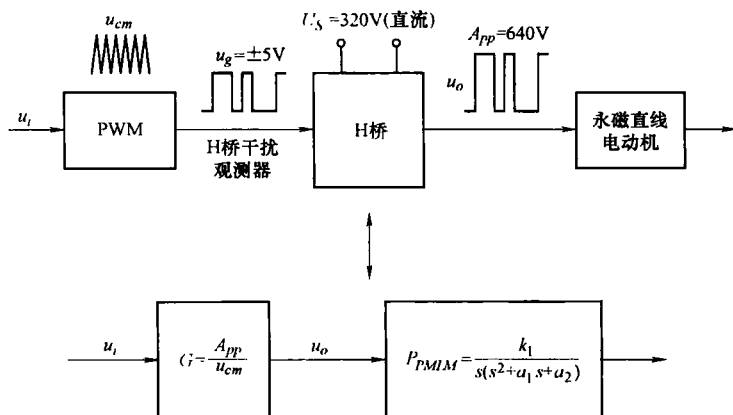 u_cm
U_S=320V(直流)
A_pp=640V
u_g=±5V
u_o
u_i
PWM
H桥
永磁直线
电动机
H桥干扰
观测器
u_i
G=A_pp/u_cm
u_o
P_PMIM=k_1/s(s^2+a_1s+a_2)